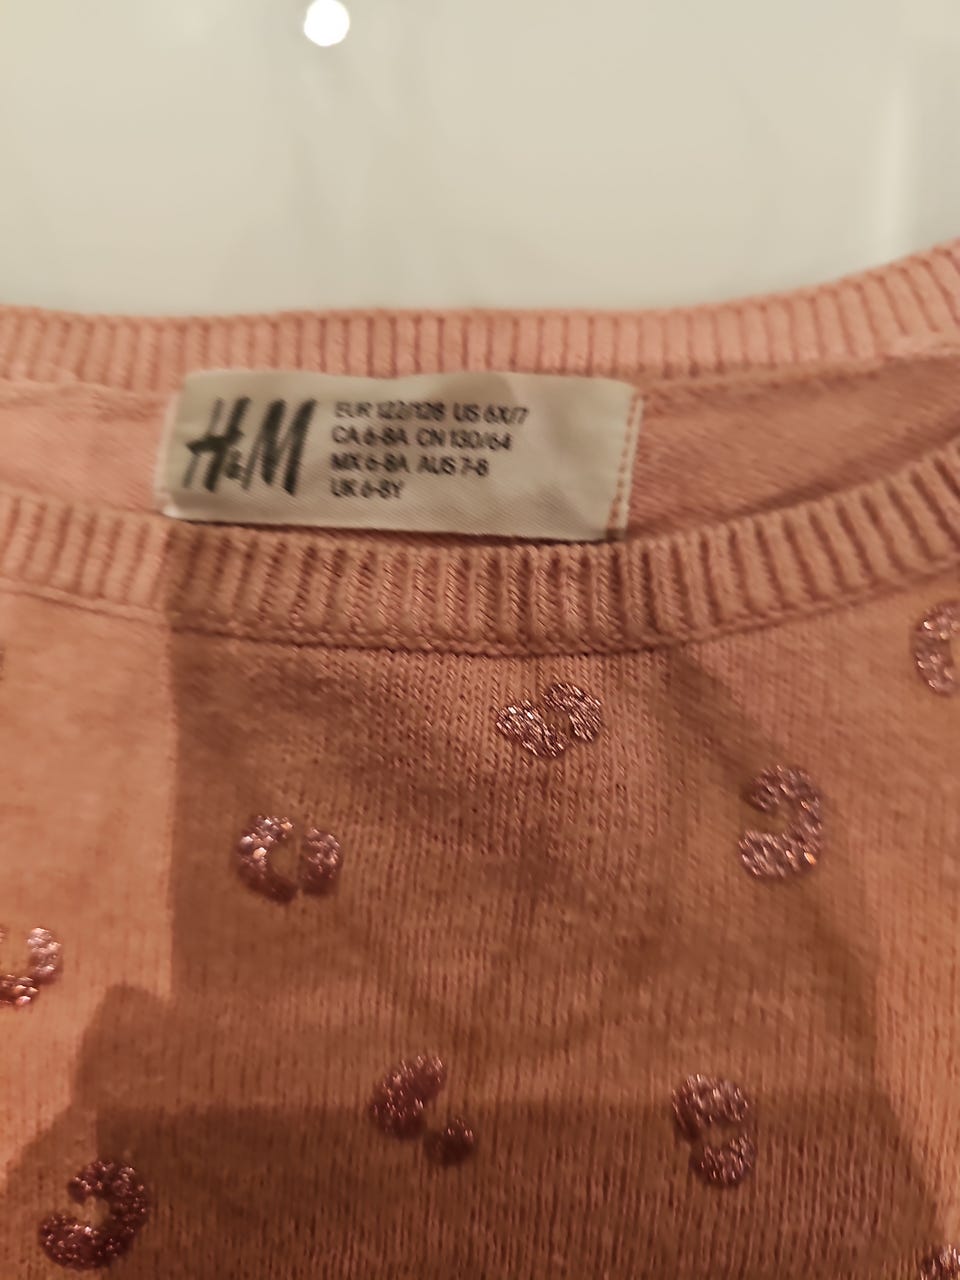 H&M
EUR 122/128 US 6X/7
CA 6-8A CN 130/64
MX 6-8A AUS 7-8
UK 6-8Y